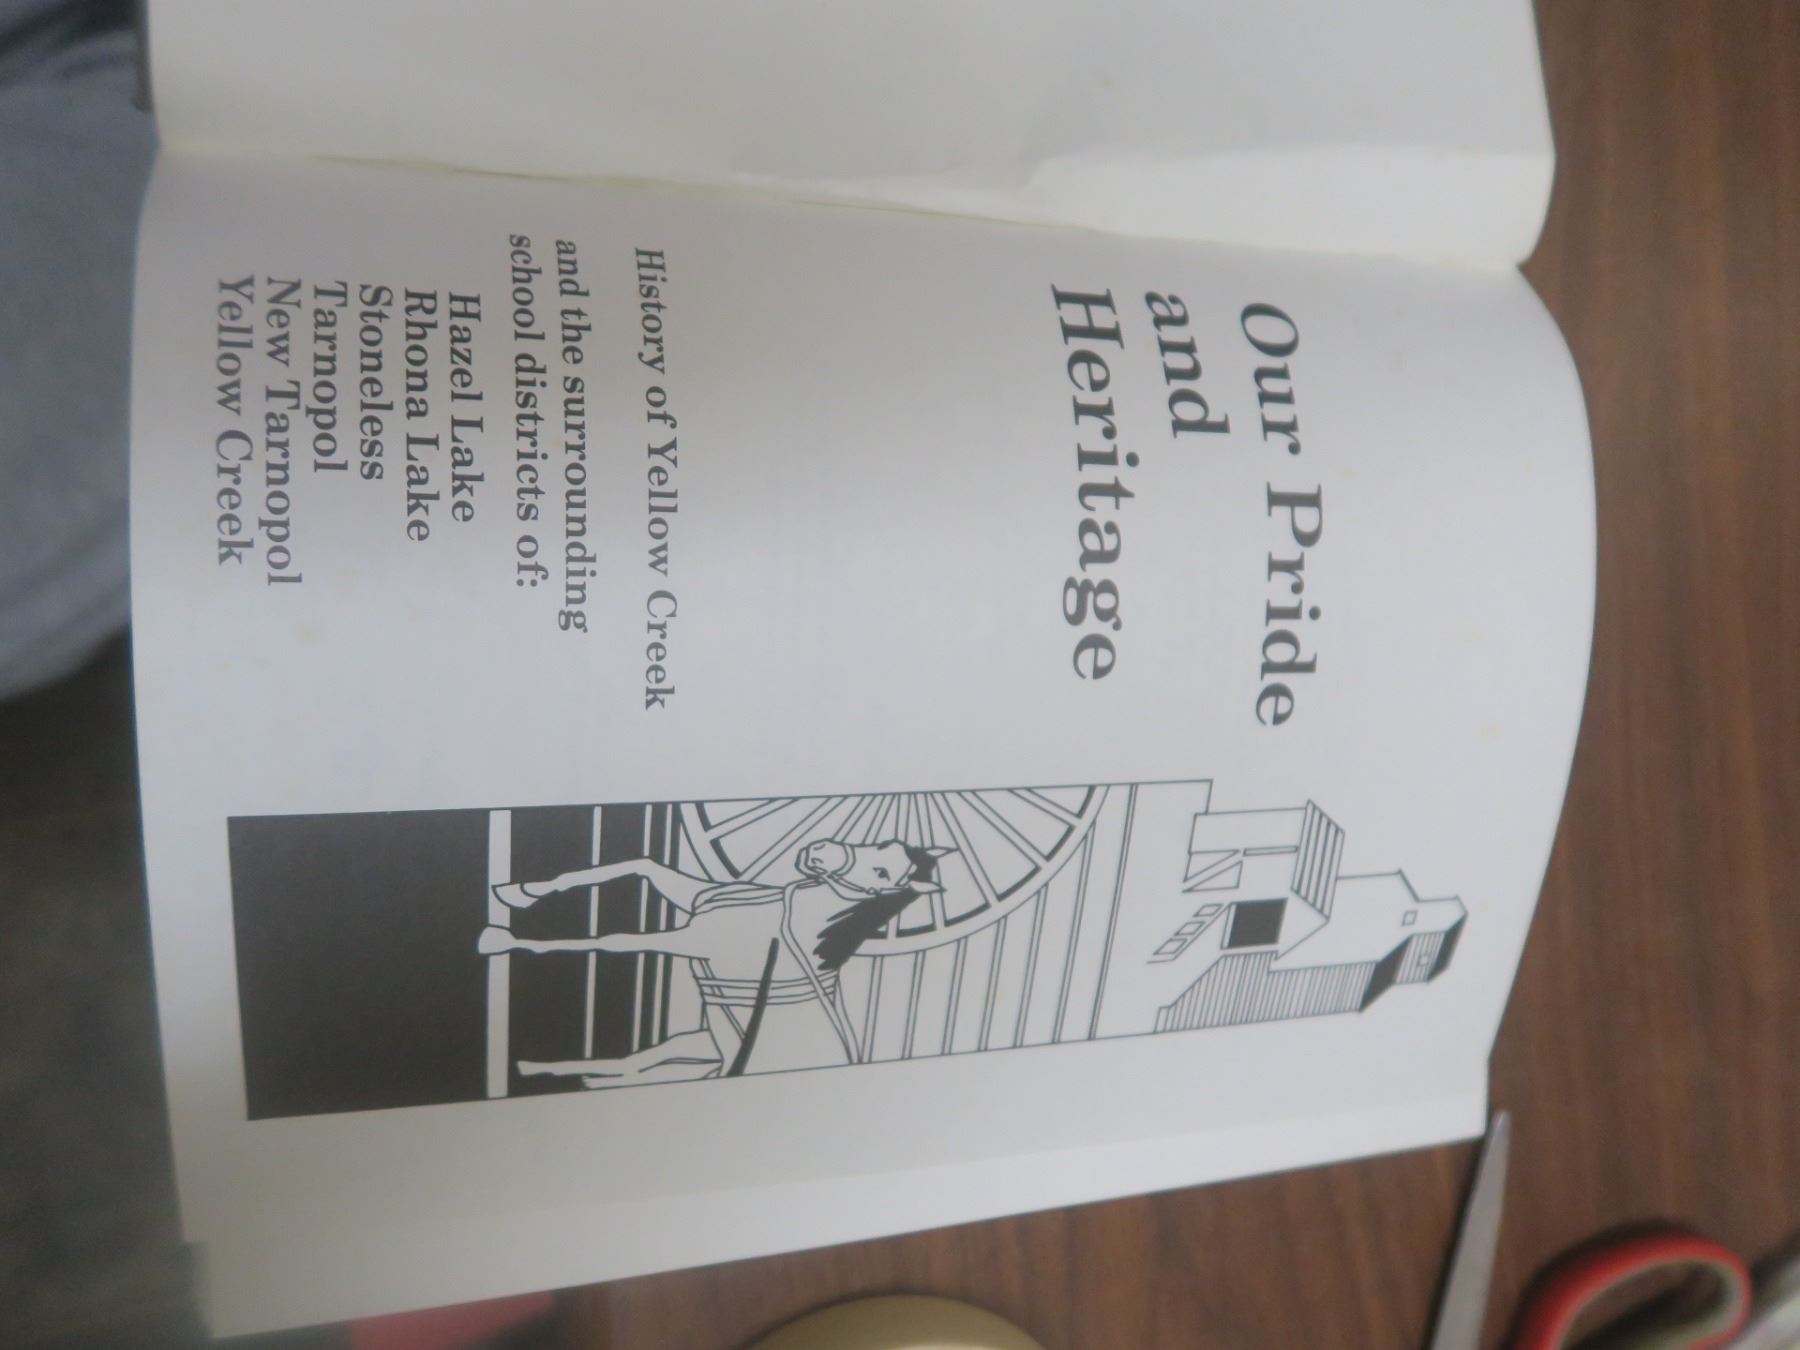 Our Pride
and
Heritage
History of Yellow Creek
and the surrounding
school districts of:
Hazel Lake
Rhona Lake
Stoneless
Tarnopol
New Tarnopol
Yellow Creek